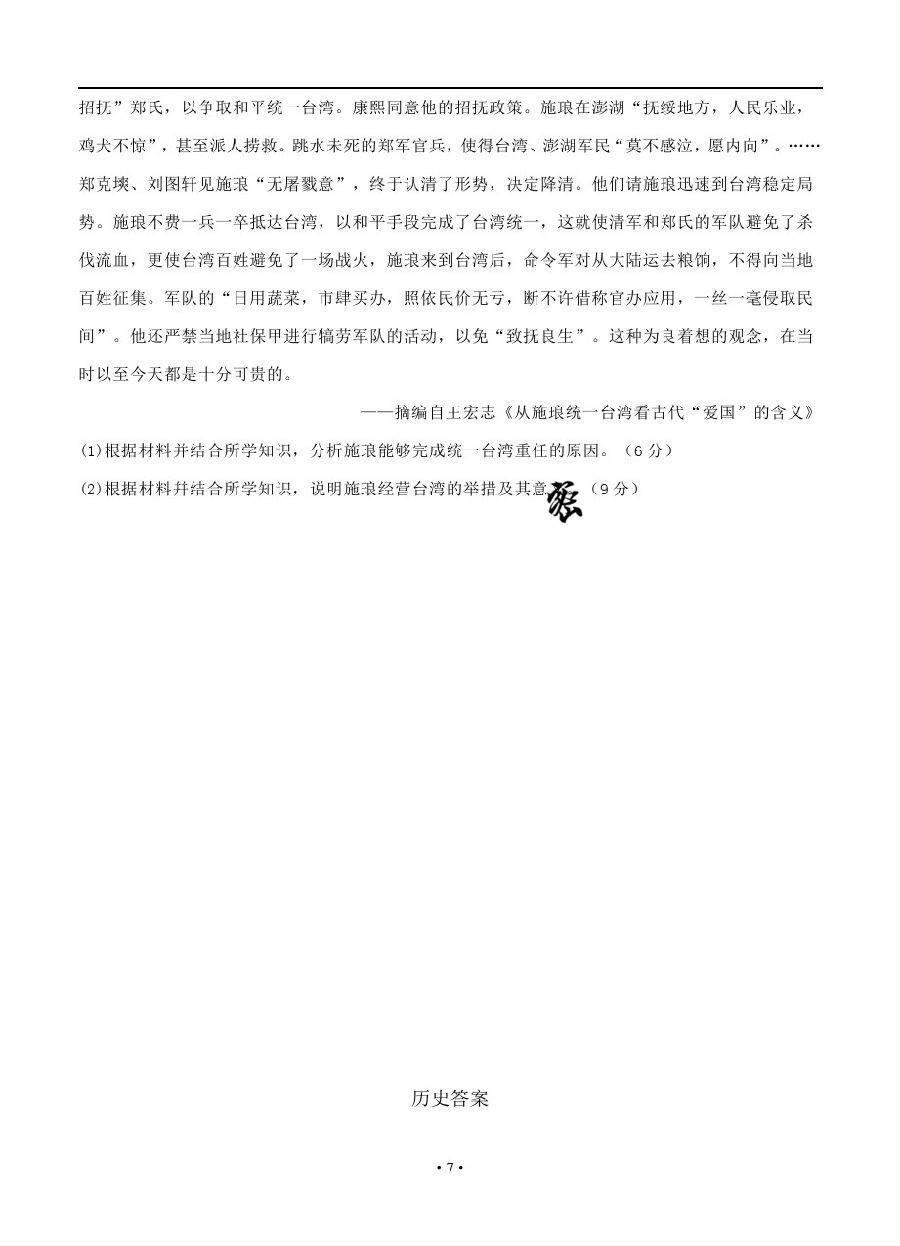 招抚”郑氏，以争取和平统一台湾。康熙同意他的招抚政策。施琅在澎湖“抚绥地方，人民乐业，
鸡犬不惊”，甚至派人捞救。跳水未死的郑军官兵，使得台湾、澎湖军民“莫不感泣，愿内向”。……
郑克塽、刘图轩见施琅“无屠戮意”，终于认清了形势，决定降清。他们请施琅迅速到台湾稳定局
势。施琅不费一兵一卒抵达台湾，以和平手段完成了台湾统一，这就使清军和郑氏的军队避免了杀
伐流血，更使台湾百姓避免了一场战火，施琅来到台湾后，命令军对从大陆运去粮饷，不得向当地
百姓征集。军队的“日用蔬菜，市肆买办，照依民价无亏，断不许借称官办应用，一丝一毫侵取民
间”。他还严禁当地社保甲进行犒劳军队的活动，以免“致抚良生”。这种为良着想的观念，在当
时以至今天都是十分可贵的。
——摘编自王宏志《从施琅统一台湾看古代“爱国”的含义》
(1)根据材料并结合所学知识，分析施琅能够完成统一台湾重任的原因。（6 分）
(2)根据材料并结合所学知识，说明施琅经营台湾的举措及其意 （9 分）
历史答案
• 7 •